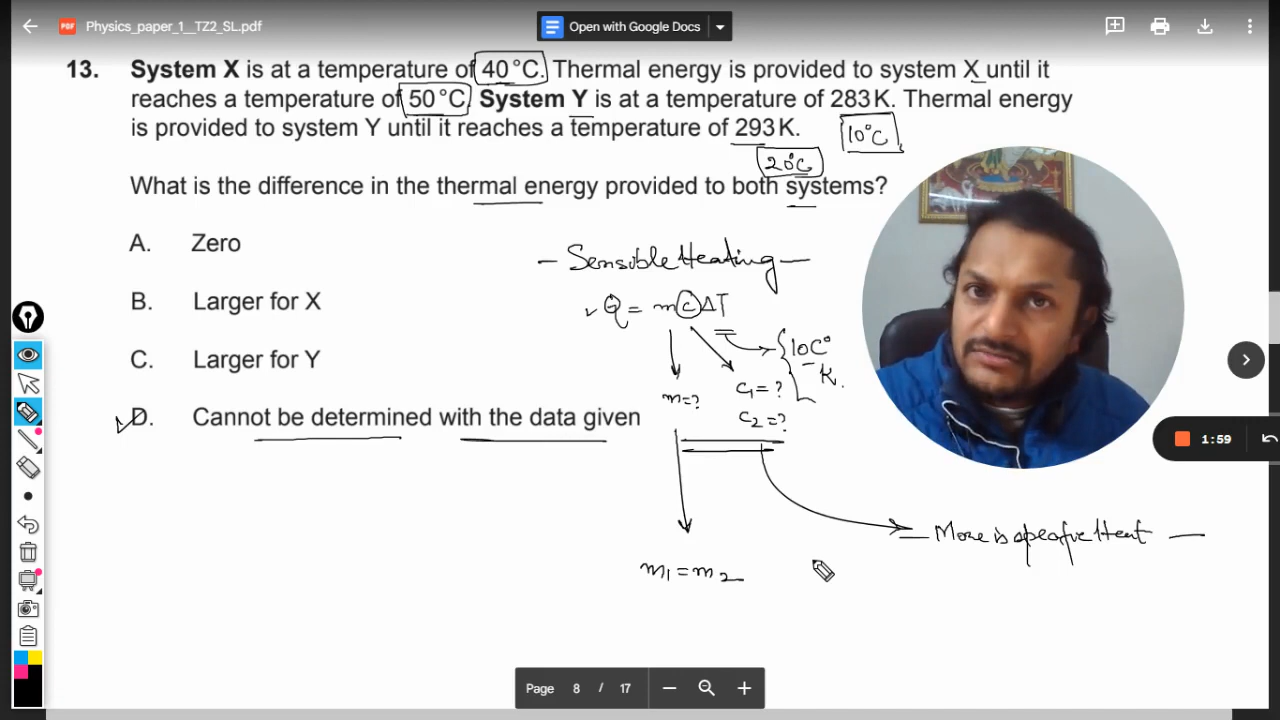 Physics_paper_1__TZ2_SL.pdf
Open with Google Docs
13. System X is at a temperature of 40 °C. Thermal energy is provided to system X until it
reaches a temperature of 50 °C. System Y is at a temperature of 283 K. Thermal energy
is provided to system Y until it reaches a temperature of 293 K.
10°C
20°C
What is the difference in the thermal energy provided to both systems?
A. Zero
B. Larger for X
C. Larger for Y
D. Cannot be determined with the data given
- Sensible Heating -
Q = mcΔT
10C°
K.
m=?
C₁ = ?
C₂ = ?
More is specific Heat
m₁ = m₂
1:59
Page 8 / 17